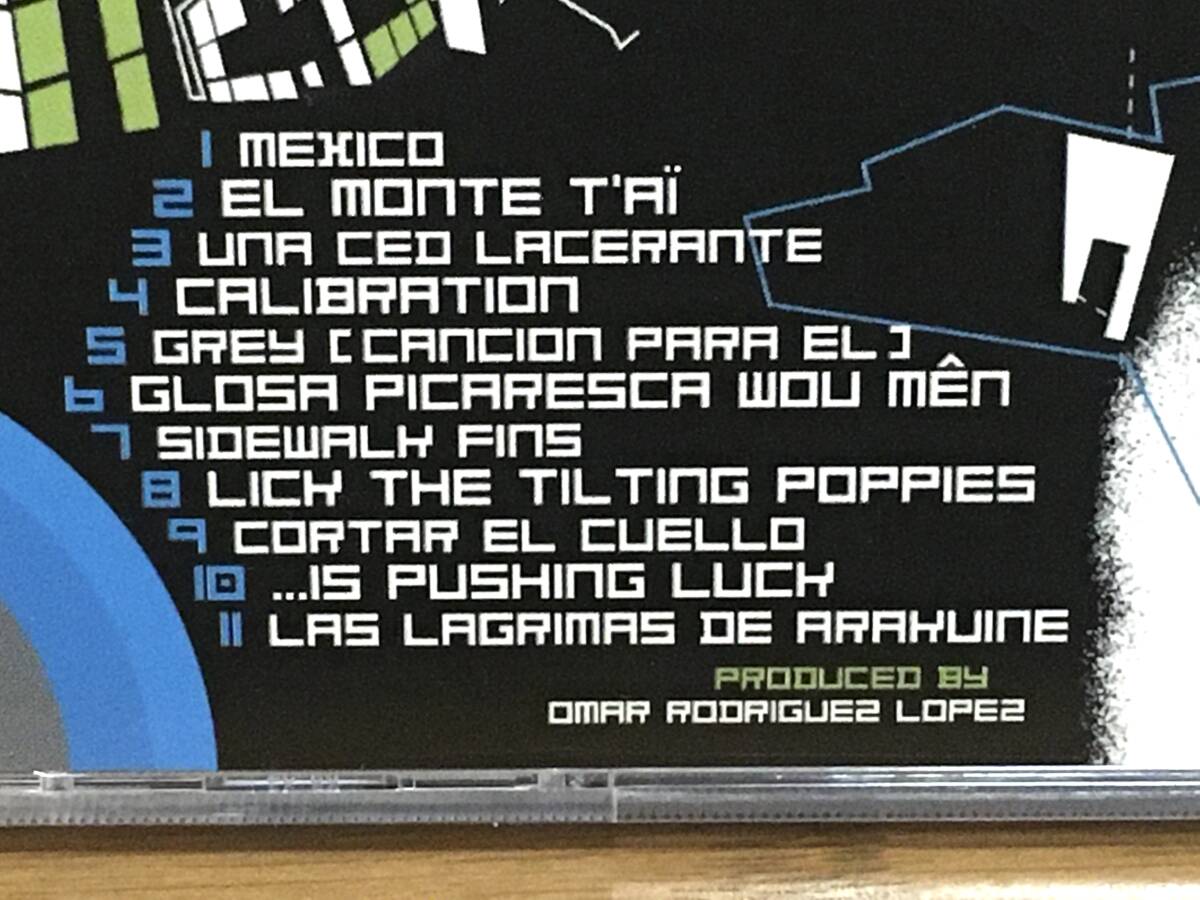 1 MEXICO
2 EL MONTE T'AÏ
3 UNA CED LACERANTE
4 CALIBRATION
5 GREY [CANCION PARA EL]
6 GLOSA PICARESCA WOU MÊN
7 SIDEWALK FINS
8 LICK THE TILTING POPPIES
9 CORTAR EL CUELLO
10 ...IS PUSHING LUCK
11 LAS LAGRIMAS DE ARAKUINE
PRODUCED BY
OMAR RODRIGUEZ LOPEZ